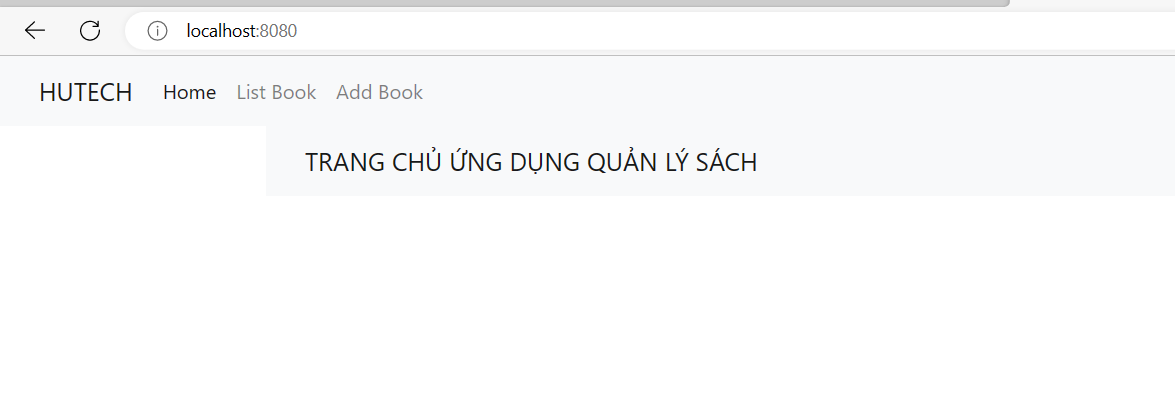 localhost:8080
HUTECH Home List Book Add Book
TRANG CHỦ ỨNG DỤNG QUẢN LÝ SÁCH